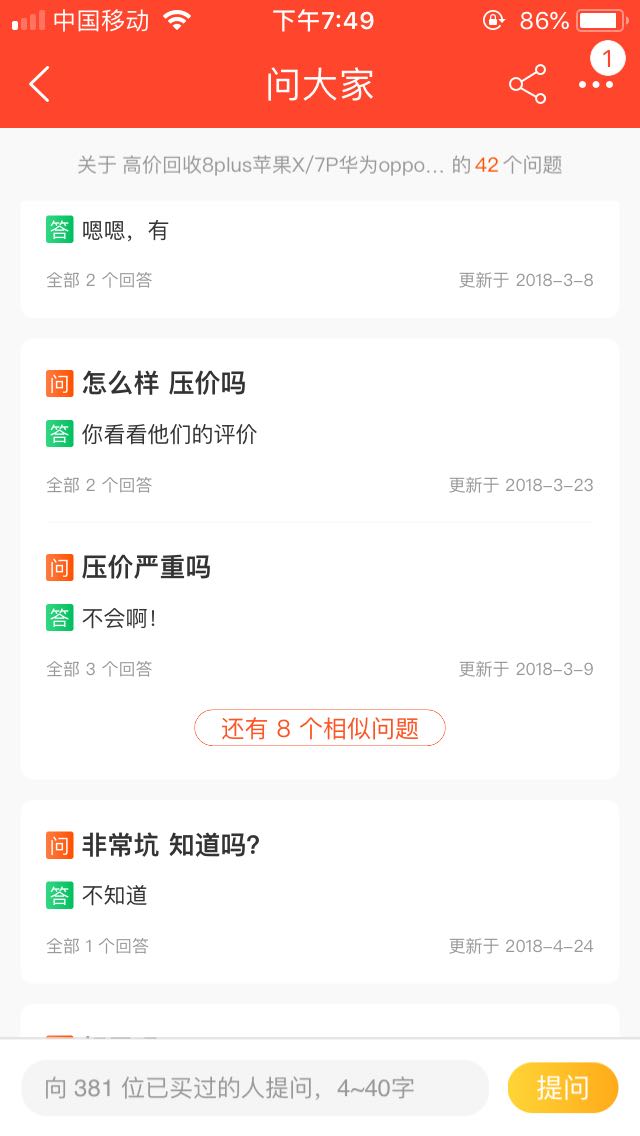 中国移动 下午7:49 86%
问大家
1
关于 高价回收8plus苹果X/7P华为oppo... 的 42 个问题
答 嗯嗯，有
全部 2 个回答 更新于 2018-3-8
问 怎么样 压价吗
答 你看看他们的评价
全部 2 个回答 更新于 2018-3-23
问 压价严重吗
答 不会啊！
全部 3 个回答 更新于 2018-3-9
还有 8 个相似问题
问 非常坑 知道吗?
答 不知道
全部 1 个回答 更新于 2018-4-24
向 381 位已买过的人提问，4~40字
提问